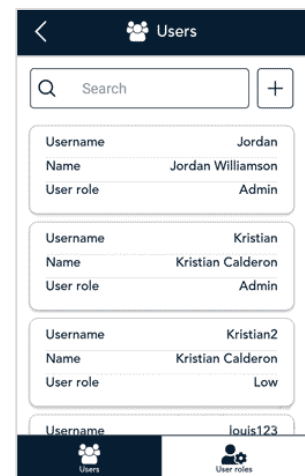 Users
Search
Username Jordan
Name Jordan Williamson
User role Admin
Username Kristian
Name Kristian Calderon
User role Admin
Username Kristian2
Name Kristian Calderon
User role Low
Username louis123
Users User roles